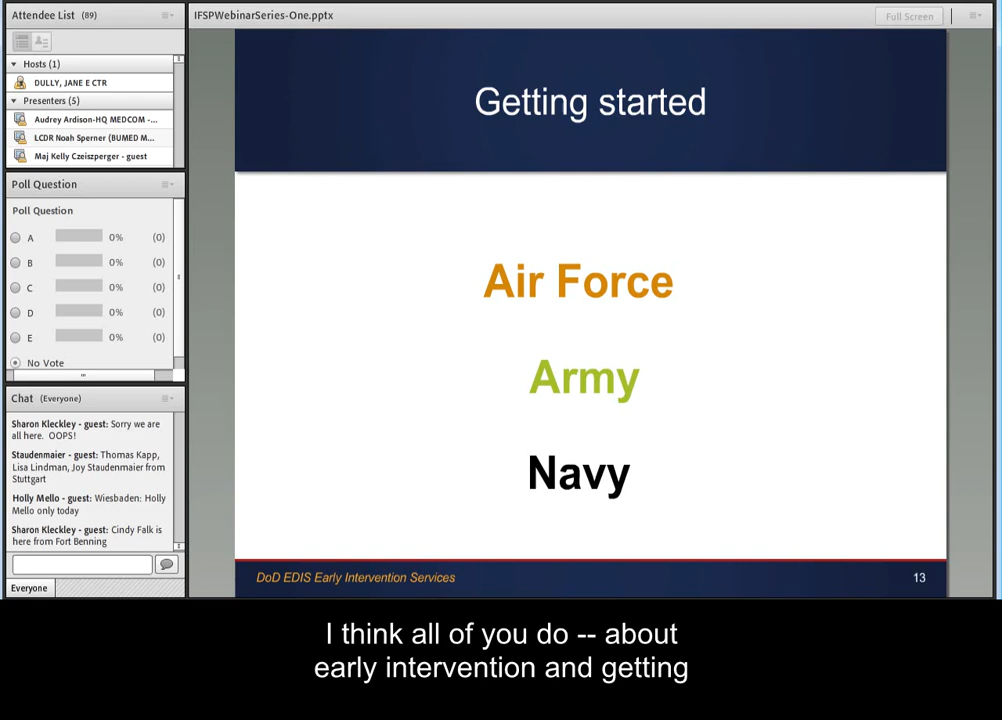 Attendee List (89)
Hosts (1)
DULLY, JANE E CTR
Presenters (5)
Audrey Ardison-HQ MEDCOM -...
LCDR Noah Sperner (BUMED M...
Maj Kelly Czeiszperger - guest
Poll Question
Poll Question
A 0% (0)
B 0% (0)
C 0% (0)
D 0% (0)
E 0% (0)
No Vote
Chat (Everyone)
Sharon Kleckley - guest: Sorry we are
all here. OOPS!
Staudenmaier - guest: Thomas Kapp,
Lisa Lindman, Joy Staudenmaier from
Stuttgart
Holly Mello - guest: Wiesbaden: Holly
Mello only today
Sharon Kleckley - guest: Cindy Falk is
here from Fort Benning
Everyone
IFSPWebinarSeries-One.pptx
Full Screen
Getting started
Air Force
Army
Navy
DoD EDIS Early Intervention Services
13
I think all of you do -- about
early intervention and getting